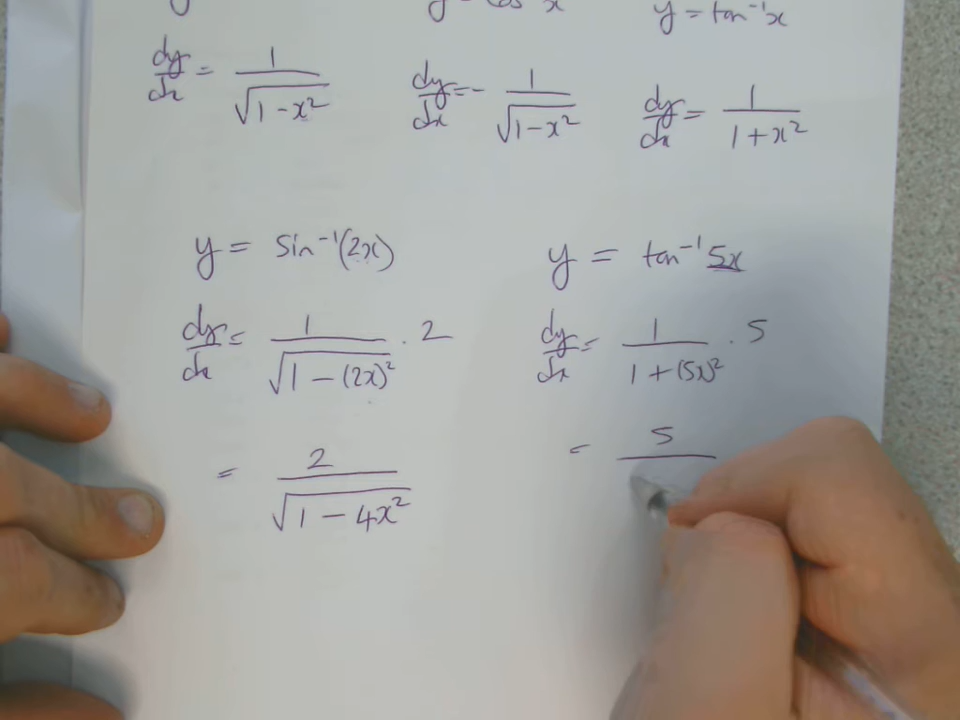 y = tan⁻¹x
dy/dx = 1/√(1-x²)
dy/dx = - 1/√(1-x²)
dy/dx = 1/(1+x²)
y = sin⁻¹(2x)
dy/dx = 1/√(1-(2x)²) . 2
= 2/√(1-4x²)
y = tan⁻¹ 5x
dy/dx = 1/(1+(5x)²) . 5
= 5